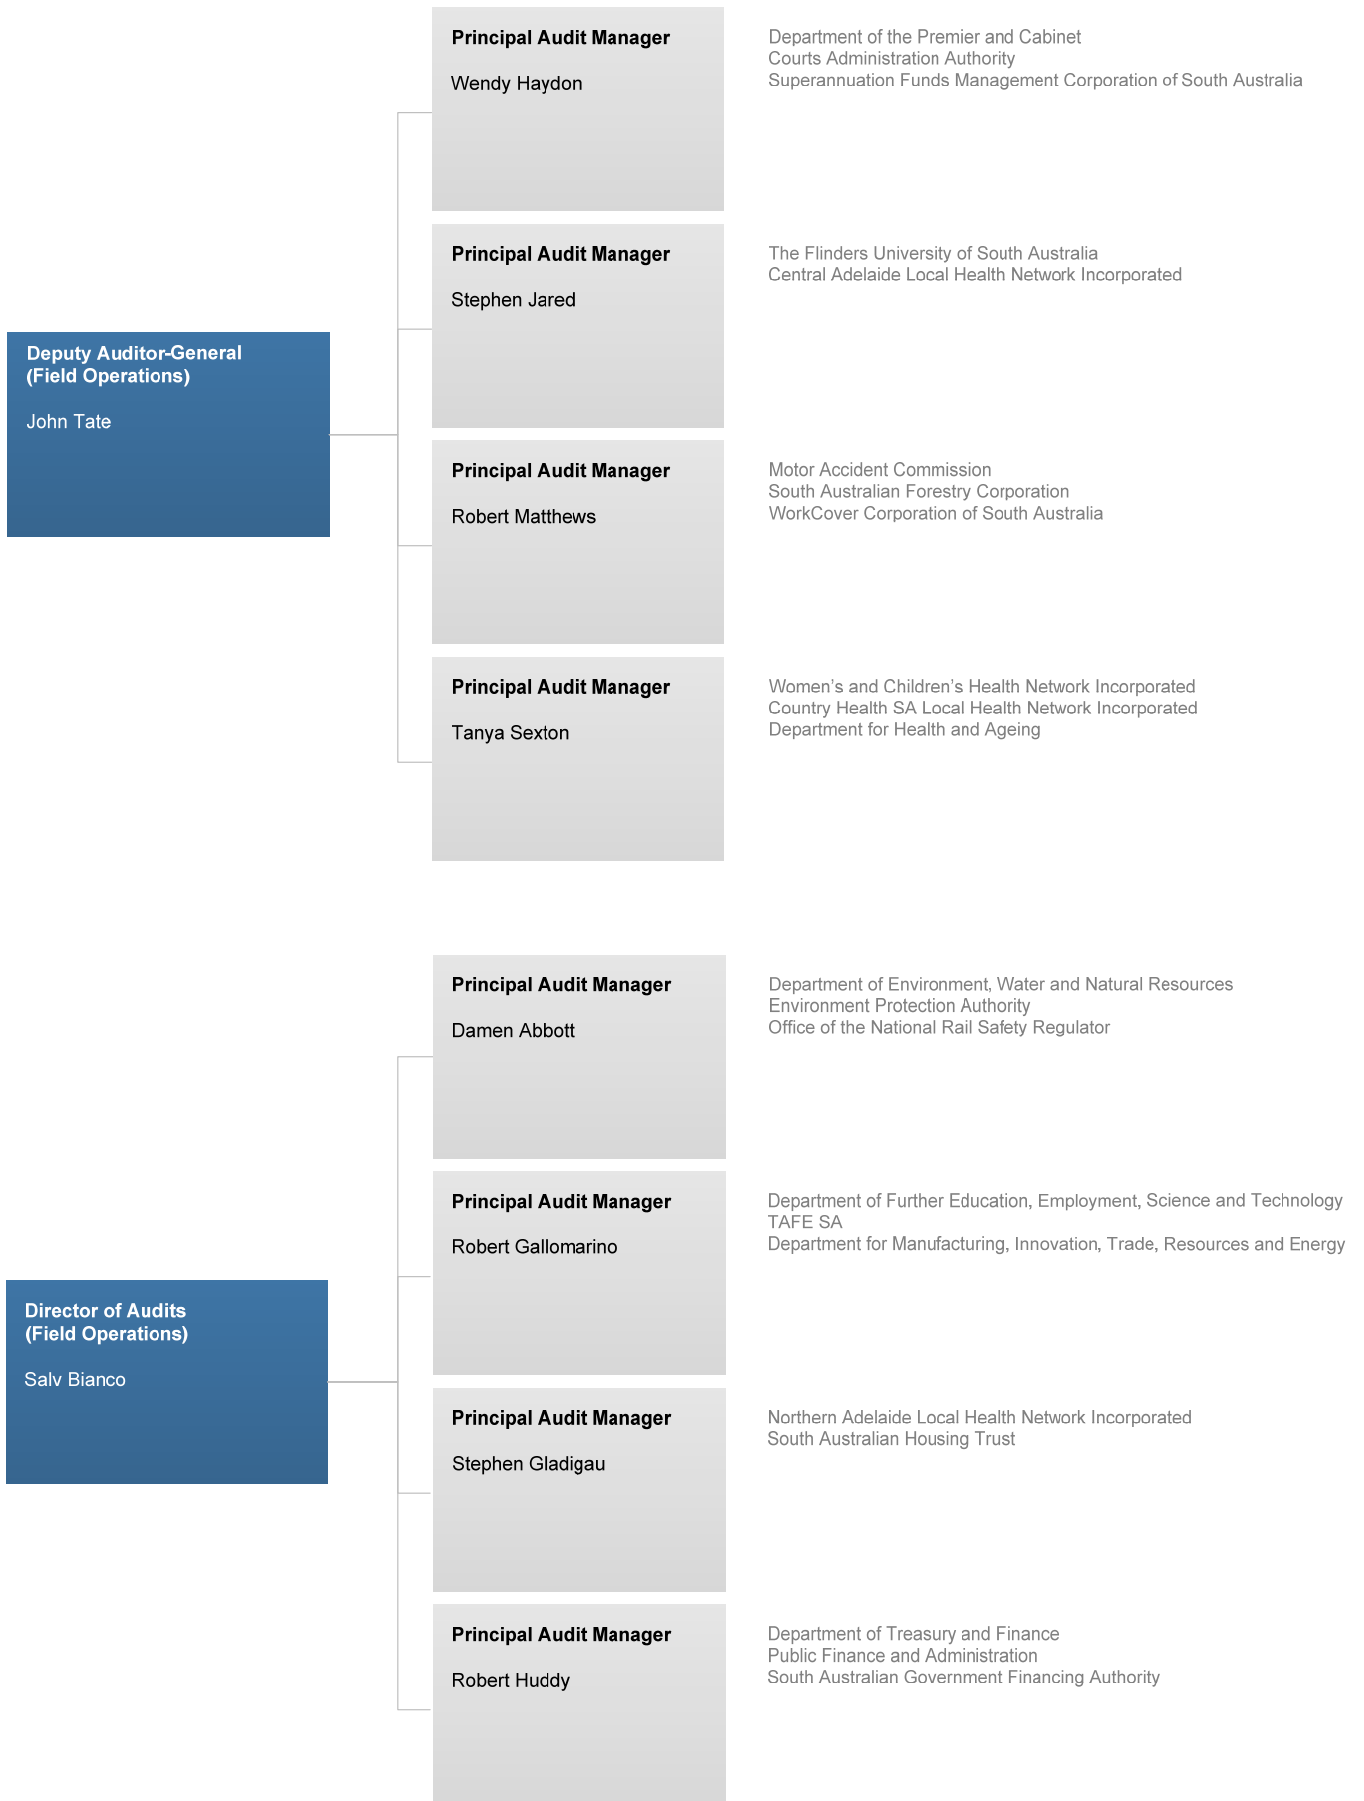 Principal Audit Manager
Wendy Haydon
Department of the Premier and Cabinet
Courts Administration Authority
Superannuation Funds Management Corporation of South Australia
Principal Audit Manager
Stephen Jared
The Flinders University of South Australia
Central Adelaide Local Health Network Incorporated
Deputy Auditor-General
(Field Operations)
John Tate
Principal Audit Manager
Robert Matthews
Motor Accident Commission
South Australian Forestry Corporation
WorkCover Corporation of South Australia
Principal Audit Manager
Tanya Sexton
Women's and Children's Health Network Incorporated
Country Health SA Local Health Network Incorporated
Department for Health and Ageing
Principal Audit Manager
Damen Abbott
Department of Environment, Water and Natural Resources
Environment Protection Authority
Office of the National Rail Safety Regulator
Principal Audit Manager
Robert Gallomarino
Department of Further Education, Employment, Science and Technology
TAFE SA
Department for Manufacturing, Innovation, Trade, Resources and Energy
Director of Audits
(Field Operations)
Salv Bianco
Principal Audit Manager
Stephen Gladigau
Northern Adelaide Local Health Network Incorporated
South Australian Housing Trust
Principal Audit Manager
Robert Huddy
Department of Treasury and Finance
Public Finance and Administration
South Australian Government Financing Authority